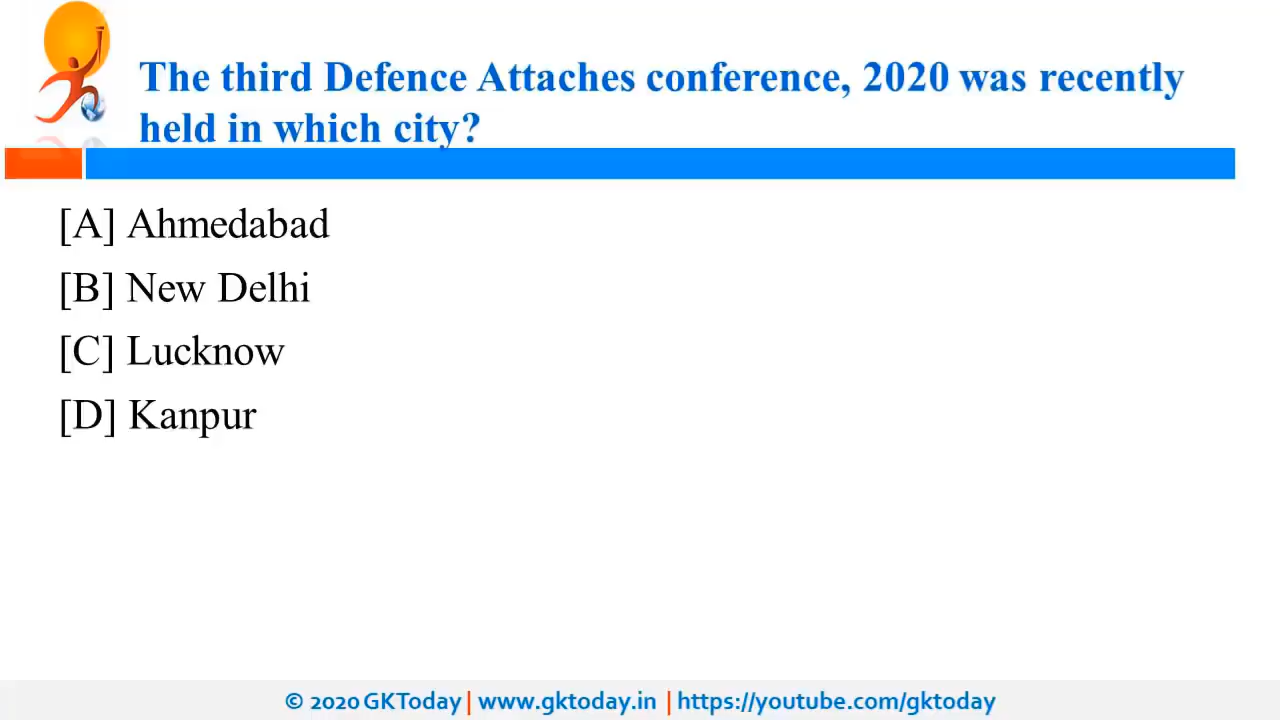 The third Defence Attaches conference, 2020 was recently
held in which city?
[A] Ahmedabad
[B] New Delhi
[C] Lucknow
[D] Kanpur
© 2020 GKToday | www.gktoday.in | https://youtube.com/gktoday